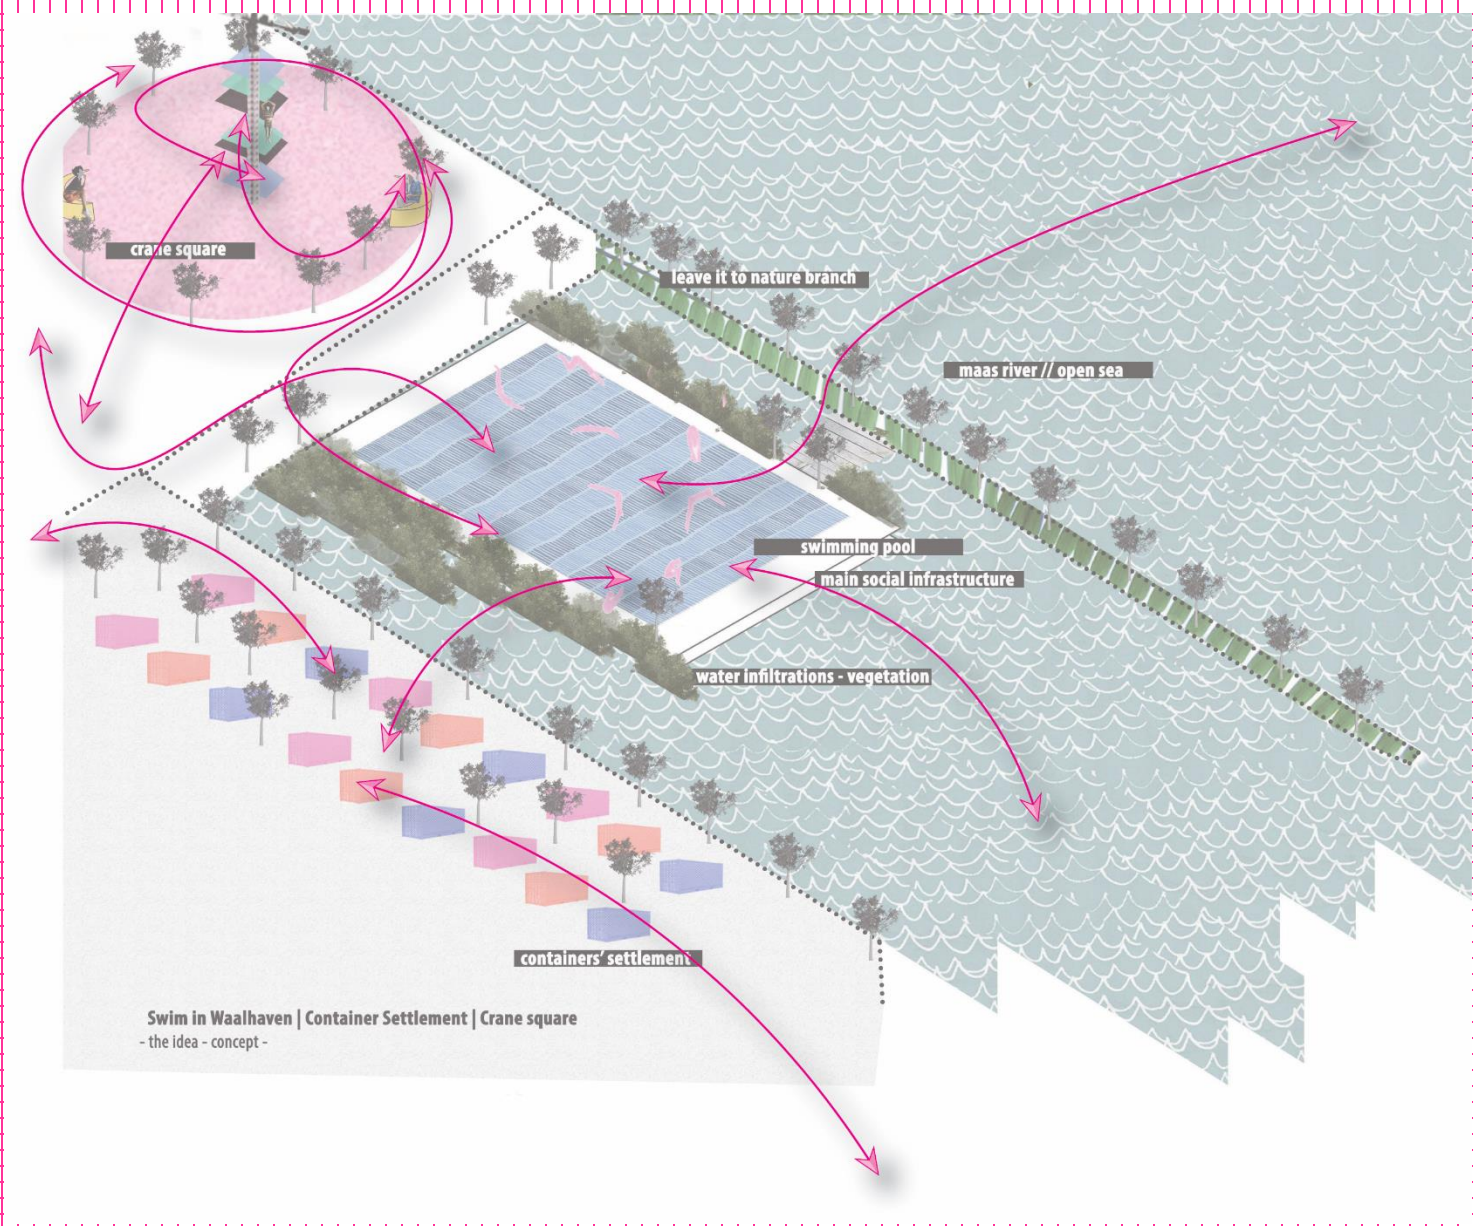 crane square
leave it to nature branch
maas river // open sea
swimming pool
main social infrastructure
water infiltrations - vegetation
containers' settlement
Swim in Waalhaven | Container Settlement | Crane square
- the idea - concept -